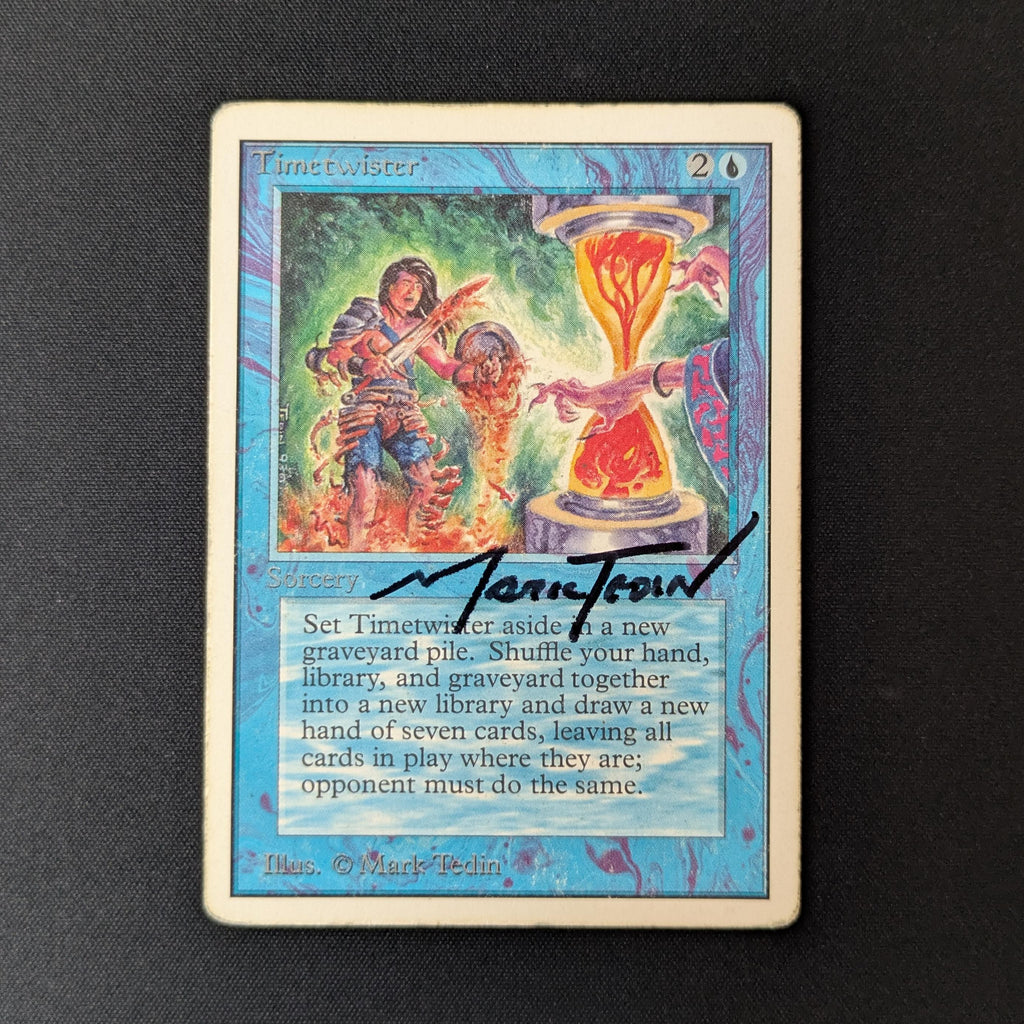 Timetwister 2
Sorcery
Mark Tedin
Set Timetwister aside in a new
graveyard pile. Shuffle your hand,
library, and graveyard together
into a new library and draw a new
hand of seven cards, leaving all
cards in play where they are;
opponent must do the same.
Illus. © Mark Tedin